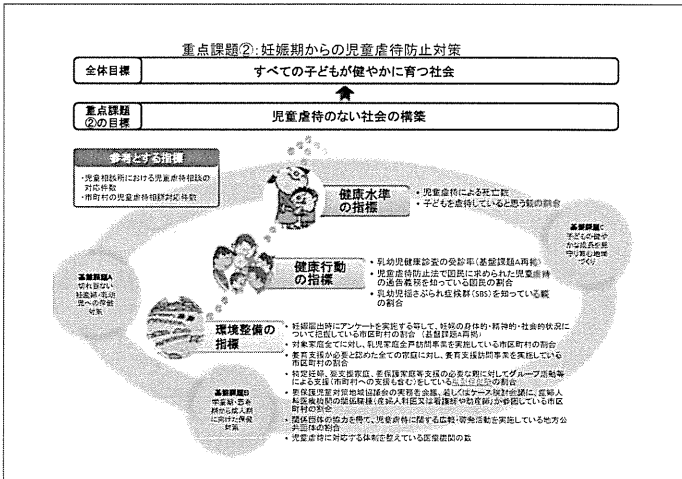 重点課題②:妊娠期からの児童虐待防止対策
全体目標
すべての子どもが健やかに育つ社会
重点課題
②の目標
児童虐待のない社会の構築
参考とする指標
・児童相談所における児童虐待相談の
対応件数
・市町村の児童虐待相談対応件数
健康水準
の指標
・児童虐待による死亡数
・子どもを虐待していると思う親の割合
基盤課題C
子どもの健や
かな成長を見
守り育む地域
づくり
基盤課題A
切れ目ない
妊産婦・乳幼
児への保健
対策
健康行動
の指標
・乳幼児健康診査の受診率(基盤課題A再掲)
・児童虐待防止法で国民に求められた児童虐待
の通告義務を知っている国民の割合
・乳幼児揺さぶられ症候群(SBS)を知っている親
の割合
環境整備の
指標
・妊娠届出時にアンケートを実施する等して、妊婦の身体的・精神的・社会的状況に
ついて把握している市区町村の割合 (基盤課題A再掲)
・対象家庭全てに対し、乳児家庭全戸訪問事業を実施している市区町村の割合
・養育支援が必要と認めた全ての家庭に対し、養育支援訪問事業を実施している
市区町村の割合
・特定妊婦、要支援家庭、要保護家庭等支援の必要な親に対してグループ活動等
による支援(市町村への支援も含む)をしている の割合
・要保護児童対策地域協議会の実務者会議、若しくはケース検討会議に、産婦人
科医療機関の関係職種(産婦人科医又は看護師や助産師)が参画している市区
町村の割合
・関係団体の協力を得て、児童虐待に関する広報・啓発活動を実施している地方公
共団体の割合
・児童虐待に対応する体制を整えている医療機関の数
基盤課題B
学童期・思春
期から成人期
に向けた保健
対策